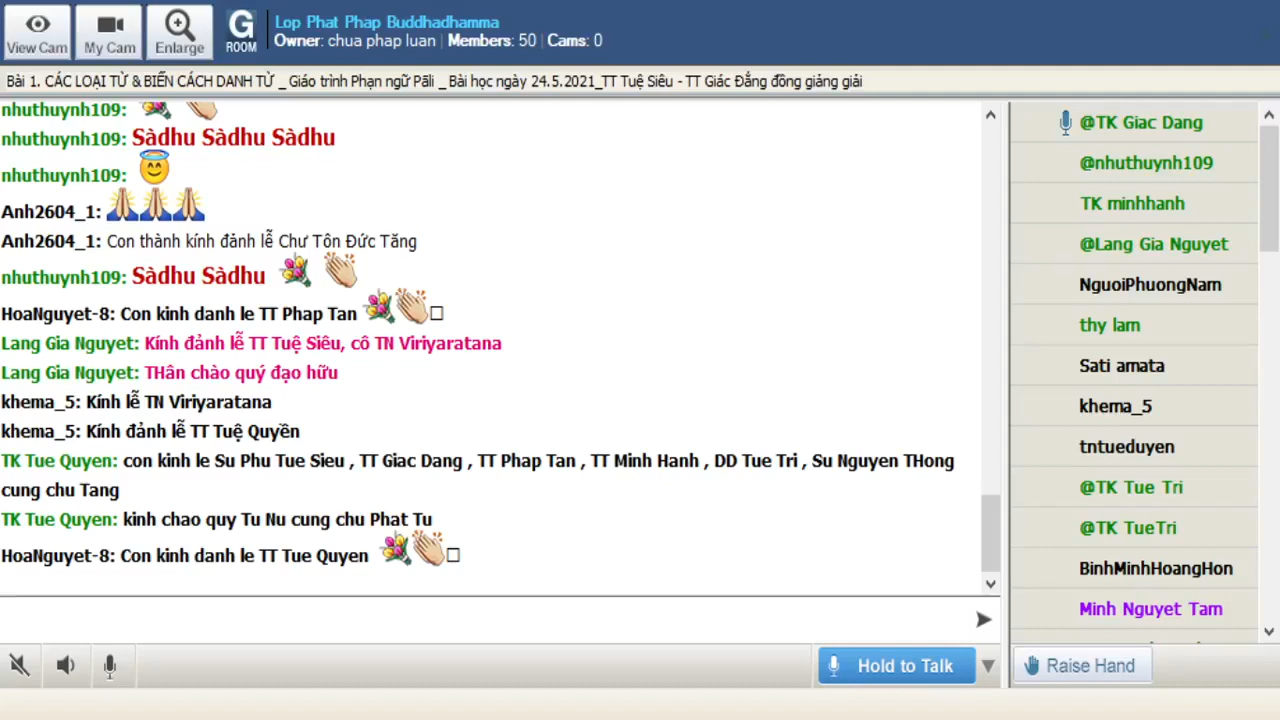 View Cam
My Cam
Enlarge
G
ROOM
Lop Phat Phap Buddhadhamma
Owner: chua phap luan | Members: 50 | Cams: 0
Bài 1. CÁC LOẠI TỪ & BIẾN CÁCH DANH TỪ _ Giáo trình Phạn ngữ Pāli _ Bài học ngày 24.5.2021_TT Tuệ Siêu - TT Giác Đẳng đồng giảng giải
nhuthuynh109:
nhuthuynh109: Sàdhu Sàdhu Sàdhu
nhuthuynh109:
Anh2604_1:
Anh2604_1: Con thành kính đảnh lễ Chư Tôn Đức Tăng
nhuthuynh109: Sàdhu Sàdhu
HoaNguyet-8: Con kinh danh le TT Phap Tan
Lang Gia Nguyet: Kính đảnh lễ TT Tuệ Siêu, cô TN Viriyaratana
Lang Gia Nguyet: THân chào quý đạo hữu
khema_5: Kính lễ TN Viriyaratana
khema_5: Kính đảnh lễ TT Tuệ Quyền
TK Tue Quyen: con kinh le Su Phu Tue Sieu , TT Giac Dang , TT Phap Tan , TT Minh Hanh , DD Tue Tri , Su Nguyen THong
cung chu Tang
TK Tue Quyen: kinh chao quy Tu Nu cung chu Phat Tu
HoaNguyet-8: Con kinh danh le TT Tue Quyen
Hold to Talk
@TK Giac Dang
@nhuthuynh109
TK minhhanh
@Lang Gia Nguyet
NguoiPhuongNam
thy lam
Sati amata
khema_5
tntueduyen
@TK Tue Tri
@TK TueTri
BinhMinhHoangHon
Minh Nguyet Tam
Raise Hand